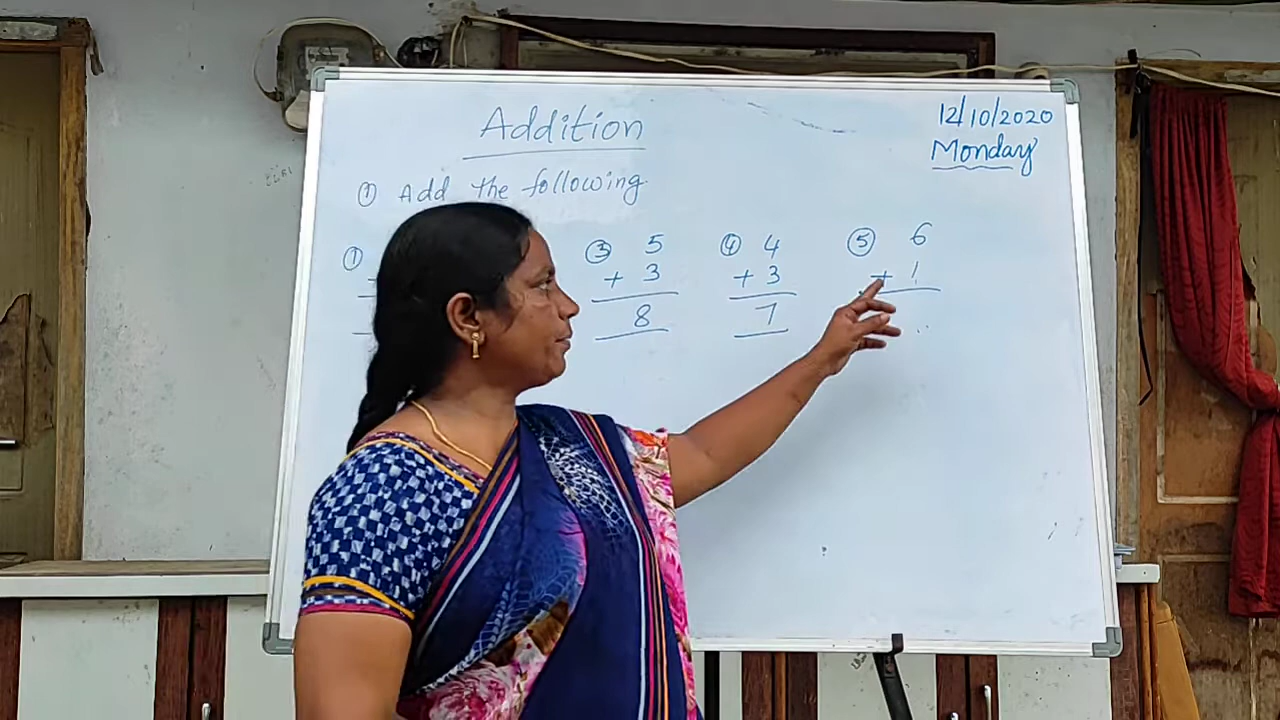 Addition
12/10/2020
Monday
① Add the following
① ③ 5 ④ 4 ⑤ 6
+ 3 + 3 + 1
8 7